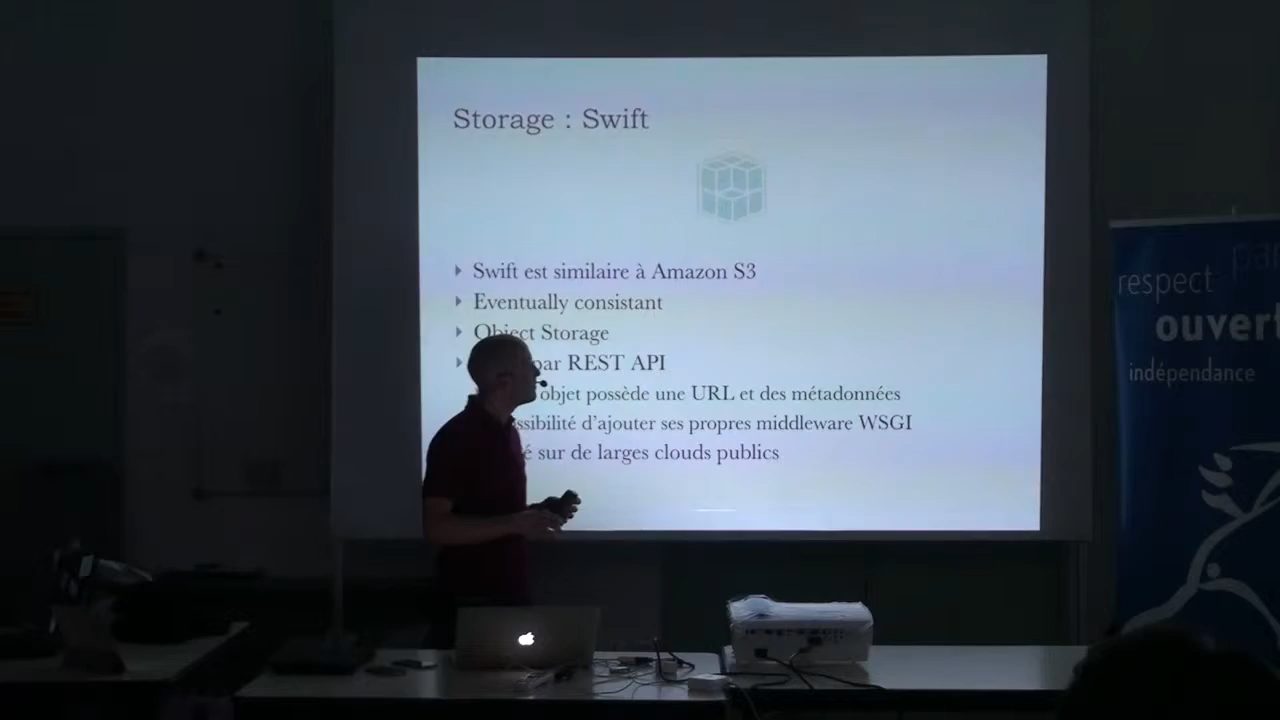 Storage : Swift
Swift est similaire à Amazon S3
Eventually consistant
Object Storage
par REST API
objet possède une URL et des métadonnées
ssibilité d'ajouter ses propres middleware WSGI
é sur de larges clouds publics
respect
ouvert
indépendance